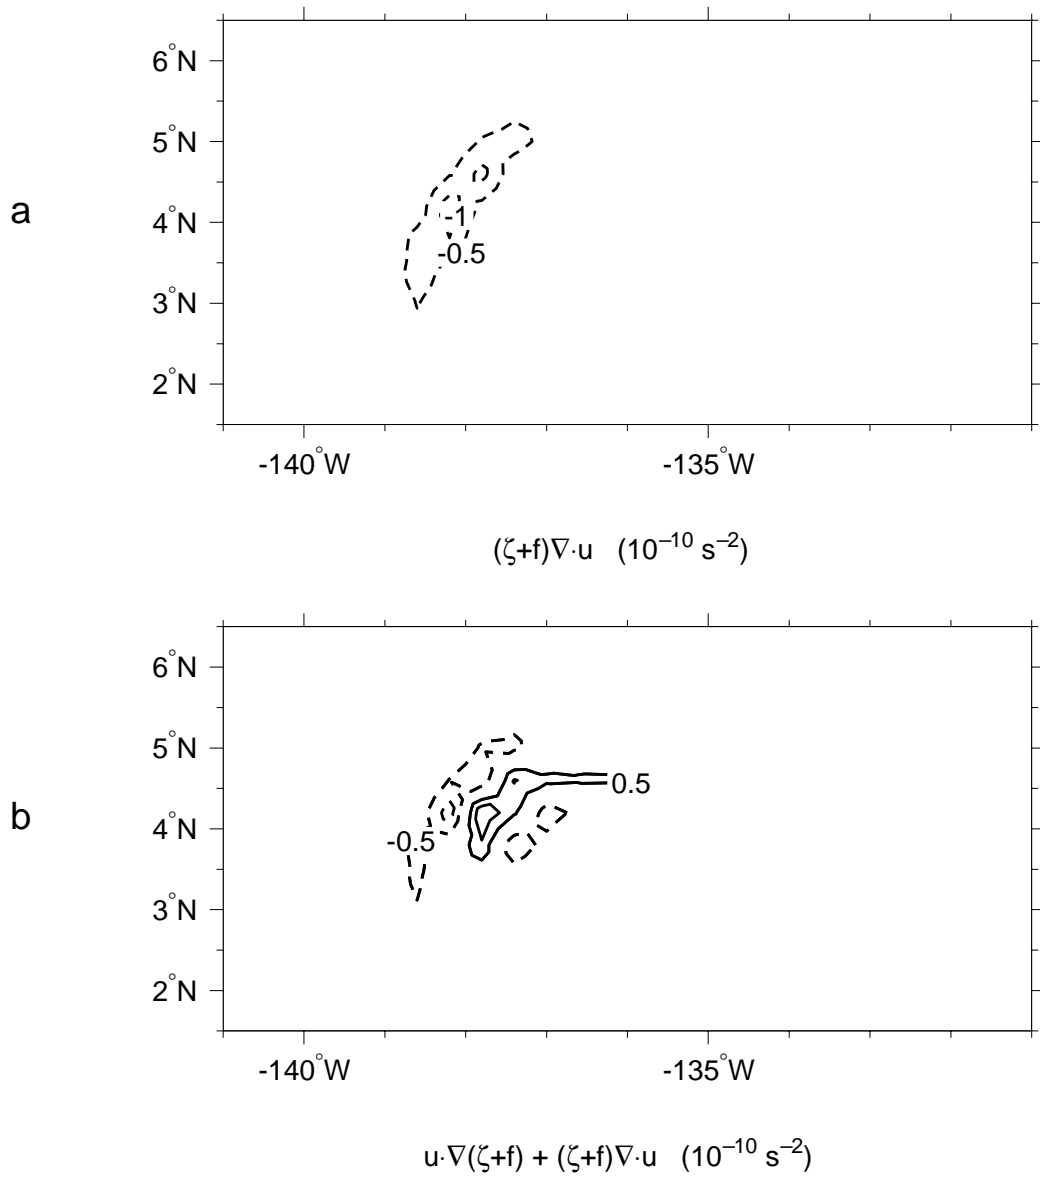 a
6°N
5°N
4°N
3°N
2°N
-1
-0.5
-140°W
-135°W
(ζ+f)∇·u (10⁻¹⁰ s⁻²)
b
6°N
5°N
4°N
3°N
2°N
0.5
-0.5
-140°W
-135°W
u·∇(ζ+f) + (ζ+f)∇·u (10⁻¹⁰ s⁻²)